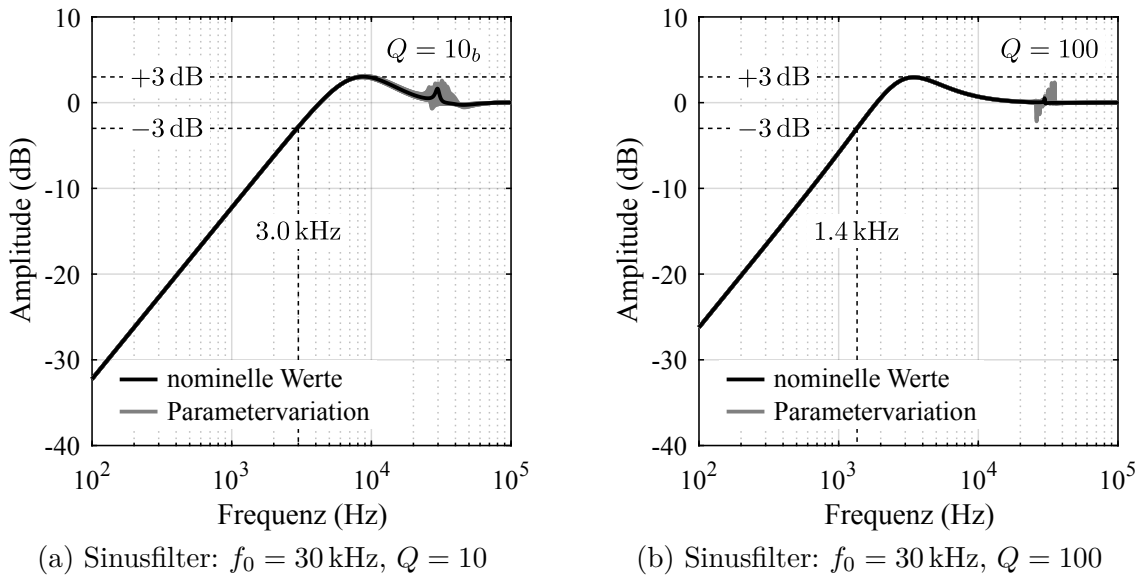 10
0
-10
-20
-30
-40
Amplitude (dB)
+3 dB
−3 dB
Q = 10_b
3.0 kHz
nominelle Werte
Parametervariation
10^2
10^3
10^4
10^5
Frequenz (Hz)
(a) Sinusfilter: f_0 = 30 kHz, Q = 10
10
0
-10
-20
-30
-40
Amplitude (dB)
+3 dB
−3 dB
Q = 100
1.4 kHz
nominelle Werte
Parametervariation
10^2
10^3
10^4
10^5
Frequenz (Hz)
(b) Sinusfilter: f_0 = 30 kHz, Q = 100